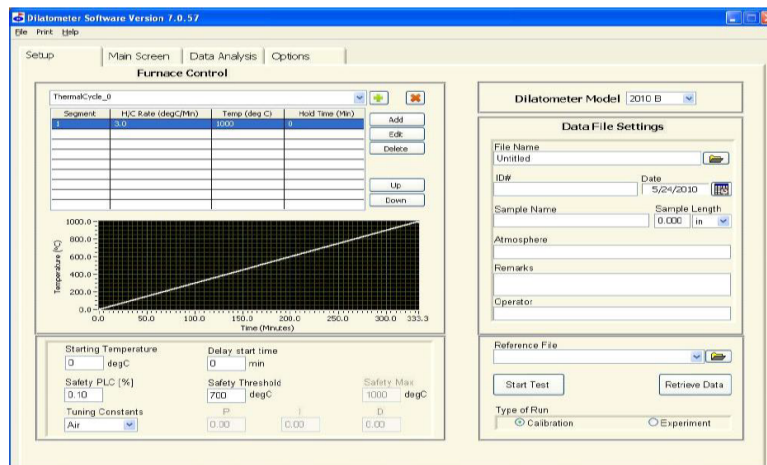 Dilatometer Software Version 7.0.57
File Print Help
Setup Main Screen Data Analysis Options
Furnace Control
ThermalCycle_0
Segment H/C Rate (degC/Min) Temp (deg C) Hold Time (Min)
1 3.0 1000 0
Add
Edit
Delete
Up
Down
1000.0
800.0
600.0
400.0
200.0
0.0
Temperature (ºC)
0.0 50.0 100.0 150.0 200.0 250.0 300.0 333.3
Time (Minutes)
Starting Temperature Delay start time
0 degC 0 min
Safety PLC [%] Safety Threshold Safety Max
0.10 700 degC 1000 degC
Tuning Constants P I D
Air 0.00 0.00 0.00
Dilatometer Model 2010 B
Data File Settings
File Name
Untitled
ID# Date
5/24/2010
Sample Name Sample Length
0.000 in
Atmosphere
Remarks
Operator
Reference File
Start Test Retrieve Data
Type of Run
Calibration Experiment